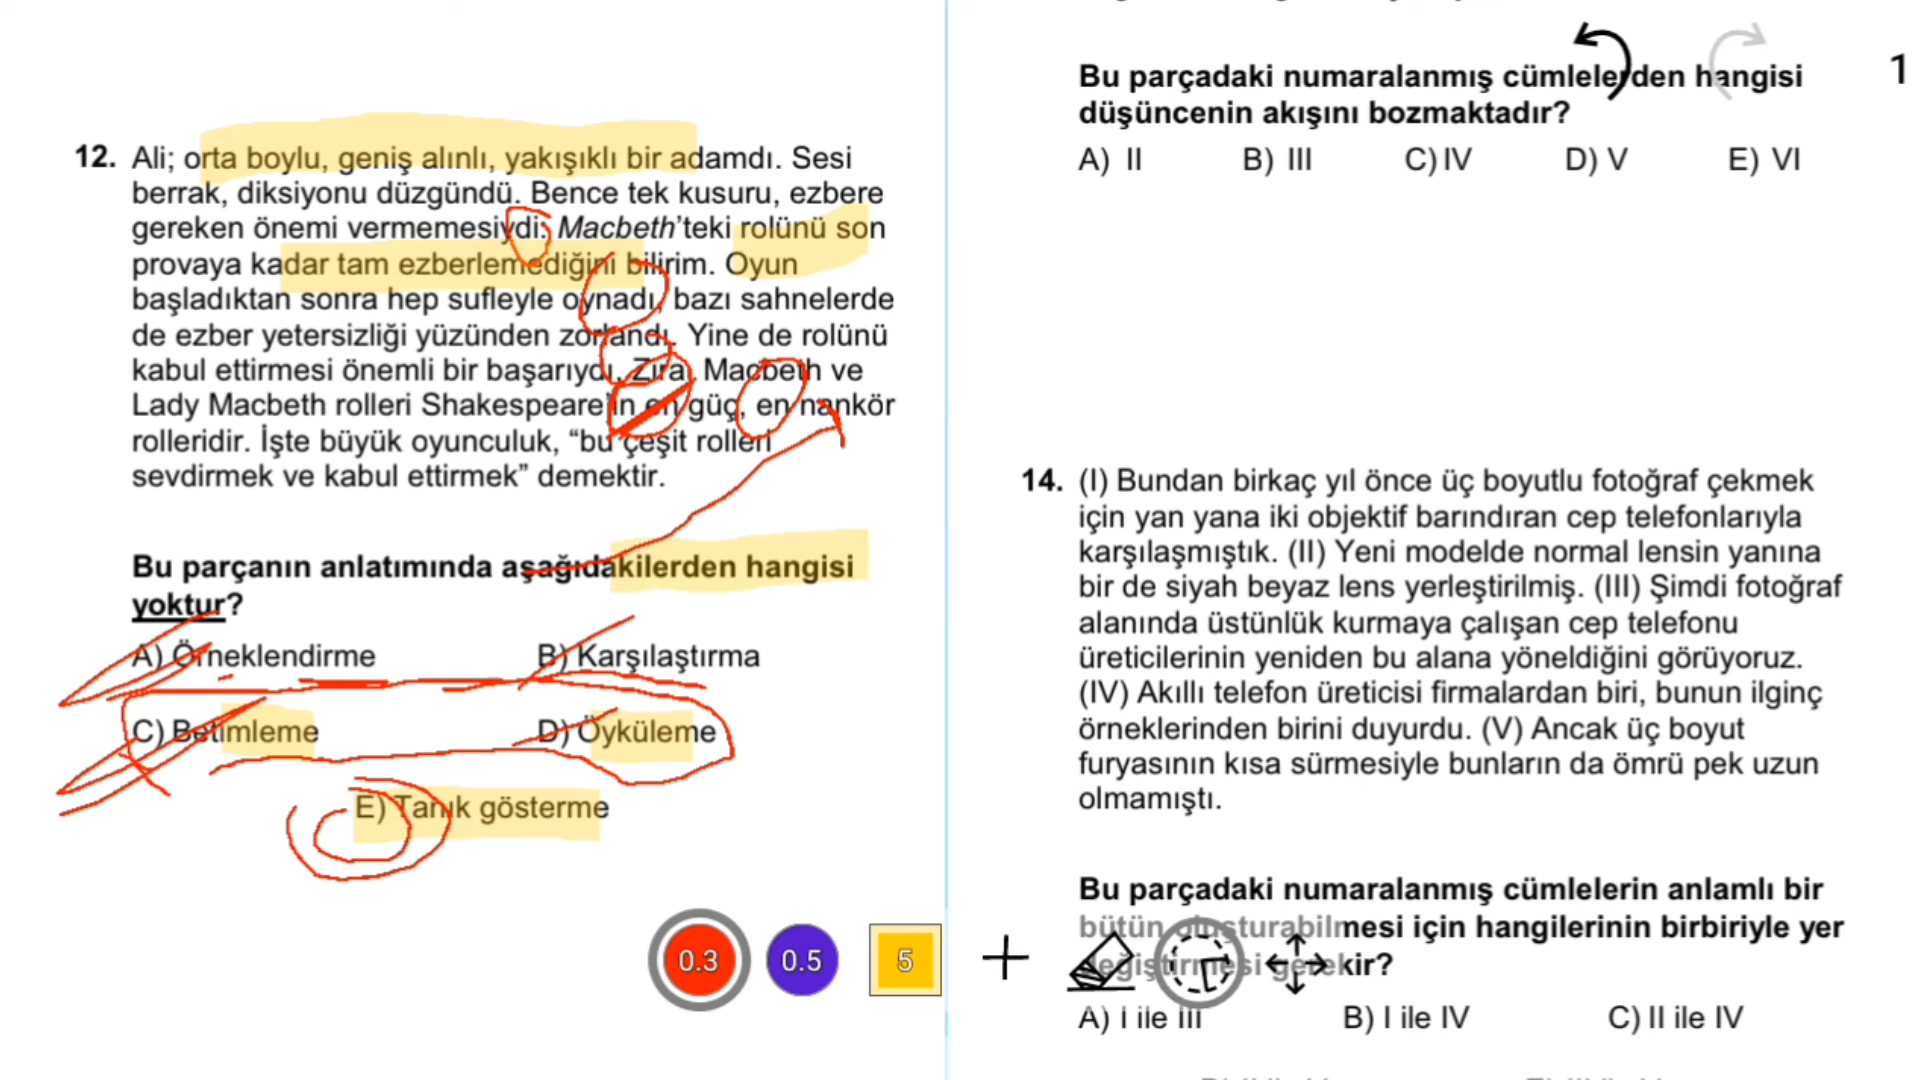 12. Ali; orta boylu, geniş alınlı, yakışıklı bir adamdı. Sesi
berrak, diksiyonu düzgündü. Bence tek kusuru, ezbere
gereken önemi vermemesiydi: Macbeth'teki rolünü son
provaya kadar tam ezberlemediğini bilirim. Oyun
başladıktan sonra hep sufleyle oynadı, bazı sahnelerde
de ezber yetersizliği yüzünden zorlandı. Yine de rolünü
kabul ettirmesi önemli bir başarıydı. Zira, Macbeth ve
Lady Macbeth rolleri Shakespeare'in en güç, en nankör
rolleridir. İşte büyük oyunculuk, “bu çeşit rolleri
sevdirmek ve kabul ettirmek” demektir.
Bu parçanın anlatımında aşağıdakilerden hangisi
yoktur?
A) Örneklendirme B) Karşılaştırma
C) Betimleme D) Öyküleme
E) Tanık gösterme
0.3 0.5 5
Bu parçadaki numaralanmış cümlelerden hangisi
düşüncenin akışını bozmaktadır?
A) II B) III C) IV D) V E) VI
1
14. (I) Bundan birkaç yıl önce üç boyutlu fotoğraf çekmek
için yan yana iki objektif barındıran cep telefonlarıyla
karşılaşmıştık. (II) Yeni modelde normal lensin yanına
bir de siyah beyaz lens yerleştirilmiş. (III) Şimdi fotoğraf
alanında üstünlük kurmaya çalışan cep telefonu
üreticilerinin yeniden bu alana yöneldiğini görüyoruz.
(IV) Akıllı telefon üreticisi firmalardan biri, bunun ilginç
örneklerinden birini duyurdu. (V) Ancak üç boyut
furyasının kısa sürmesiyle bunların da ömrü pek uzun
olmamıştı.
Bu parçadaki numaralanmış cümlelerin anlamlı bir
bütün oluşturabilmesi için hangilerinin birbiriyle yer
değiştirmesi gerekir?
A) I ile III B) I ile IV C) II ile IV